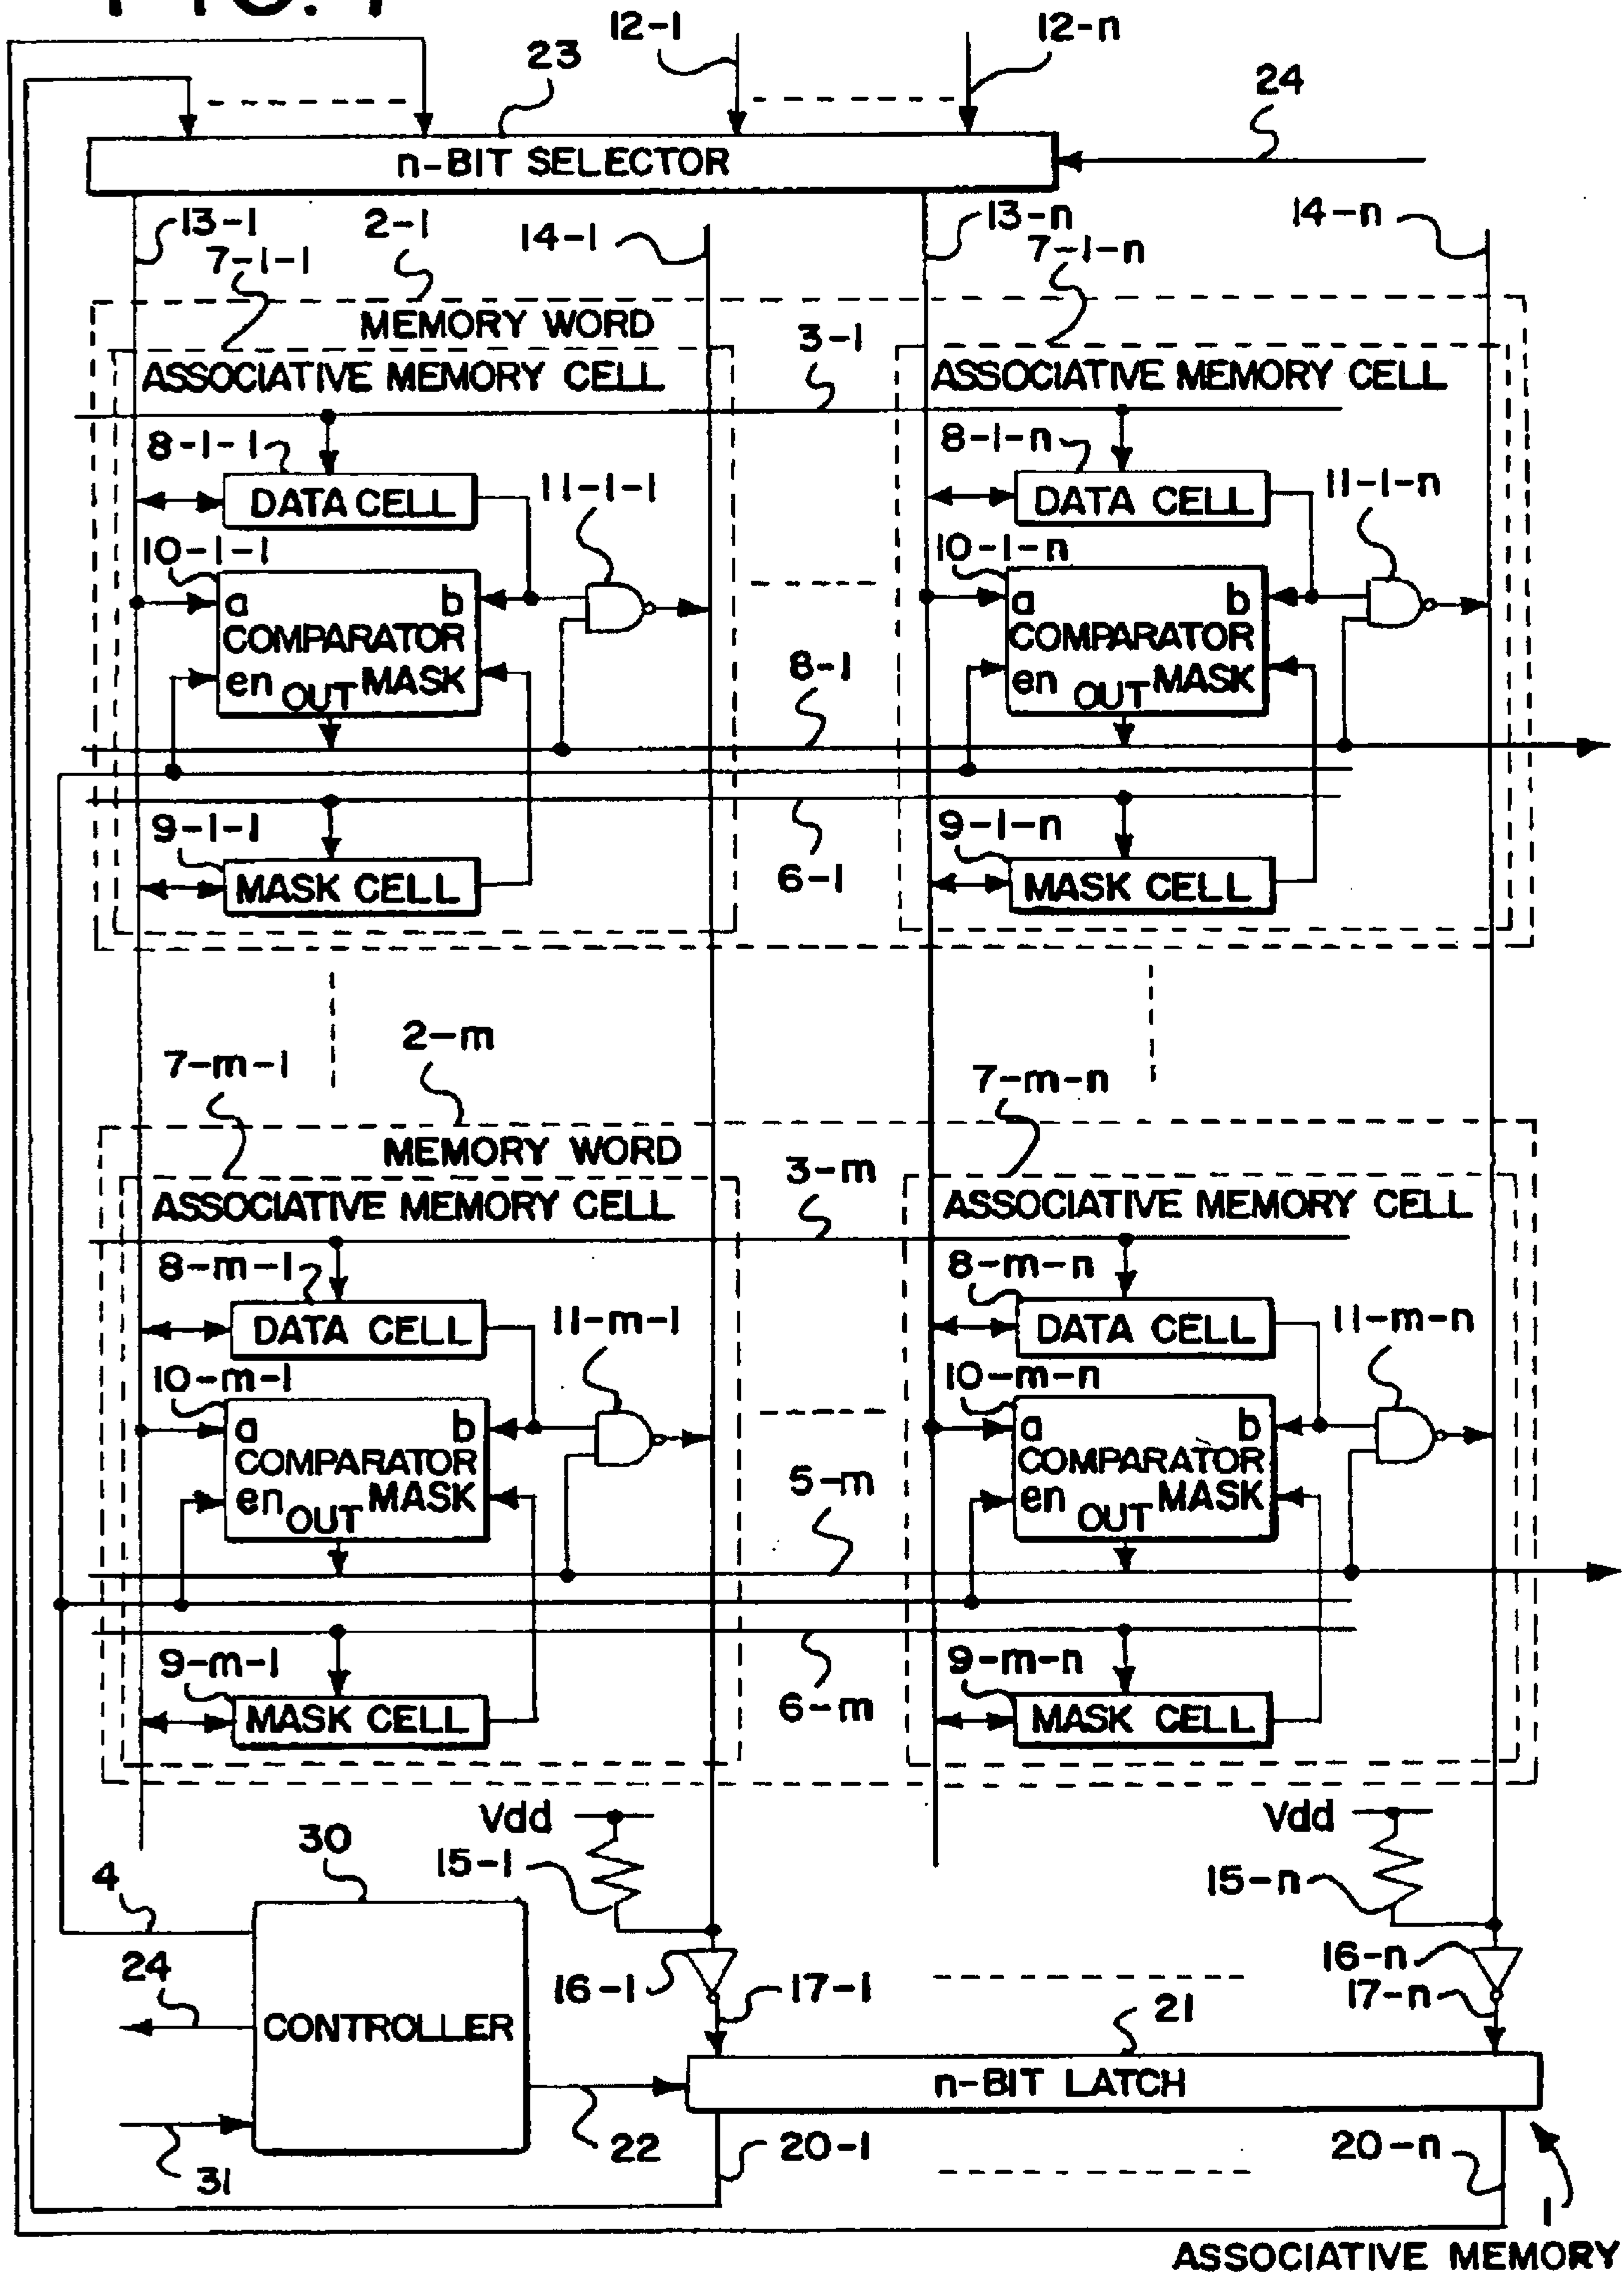 12-1
12-n
23
24
n-BIT SELECTOR
13-1
2-1
14-1
13-n
14-n
7-1-1
7-1-n
MEMORY WORD
3-1
ASSOCIATIVE MEMORY CELL
ASSOCIATIVE MEMORY CELL
8-1-1
8-1-n
DATA CELL
11-1-1
DATA CELL
11-1-n
10-1-1
10-1-n
a
b
a
b
COMPARATOR
COMPARATOR
8-1
en
OUT
MASK
en
OUT
MASK
9-1-1
9-1-n
6-1
MASK CELL
MASK CELL
2-m
7-m-1
7-m-n
MEMORY WORD
3-m
ASSOCIATIVE MEMORY CELL
ASSOCIATIVE MEMORY CELL
8-m-1
8-m-n
DATA CELL
11-m-1
DATA CELL
11-m-n
10-m-1
10-m-n
a
b
a
b
COMPARATOR
COMPARATOR
5-m
en
OUT
MASK
en
OUT
MASK
9-m-1
9-m-n
6-m
MASK CELL
MASK CELL
Vdd
Vdd
30
15-1
15-n
4
24
16-1
17-1
16-n
17-n
21
CONTROLLER
n-BIT LATCH
22
20-1
20-n
31
1
ASSOCIATIVE MEMORY